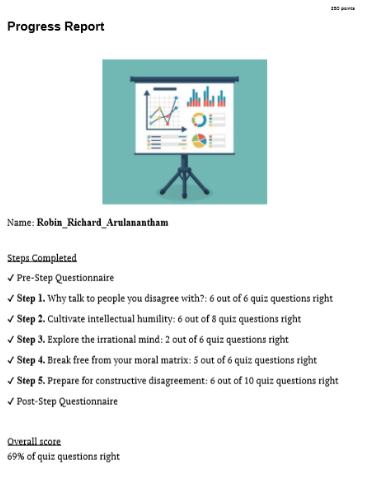 280 points
Progress Report
Name: Robin_Richard_Arulanantham
Steps Completed
✓ Pre-Step Questionnaire
✓ Step 1. Why talk to people you disagree with?: 6 out of 6 quiz questions right
✓ Step 2. Cultivate intellectual humility: 6 out of 8 quiz questions right
✓ Step 3. Explore the irrational mind: 2 out of 6 quiz questions right
✓ Step 4. Break free from your moral matrix: 5 out of 6 quiz questions right
✓ Step 5. Prepare for constructive disagreement: 6 out of 10 quiz questions right
✓ Post-Step Questionnaire
Overall score
69% of quiz questions right